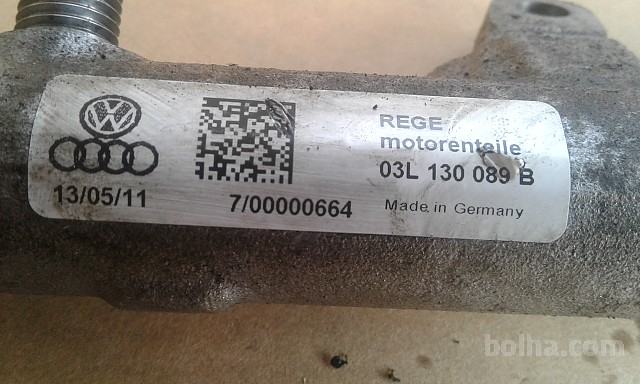 REGE
motorenteile
03L 130 089 B
Made in Germany
13/05/11
7/00000664
bolha.com